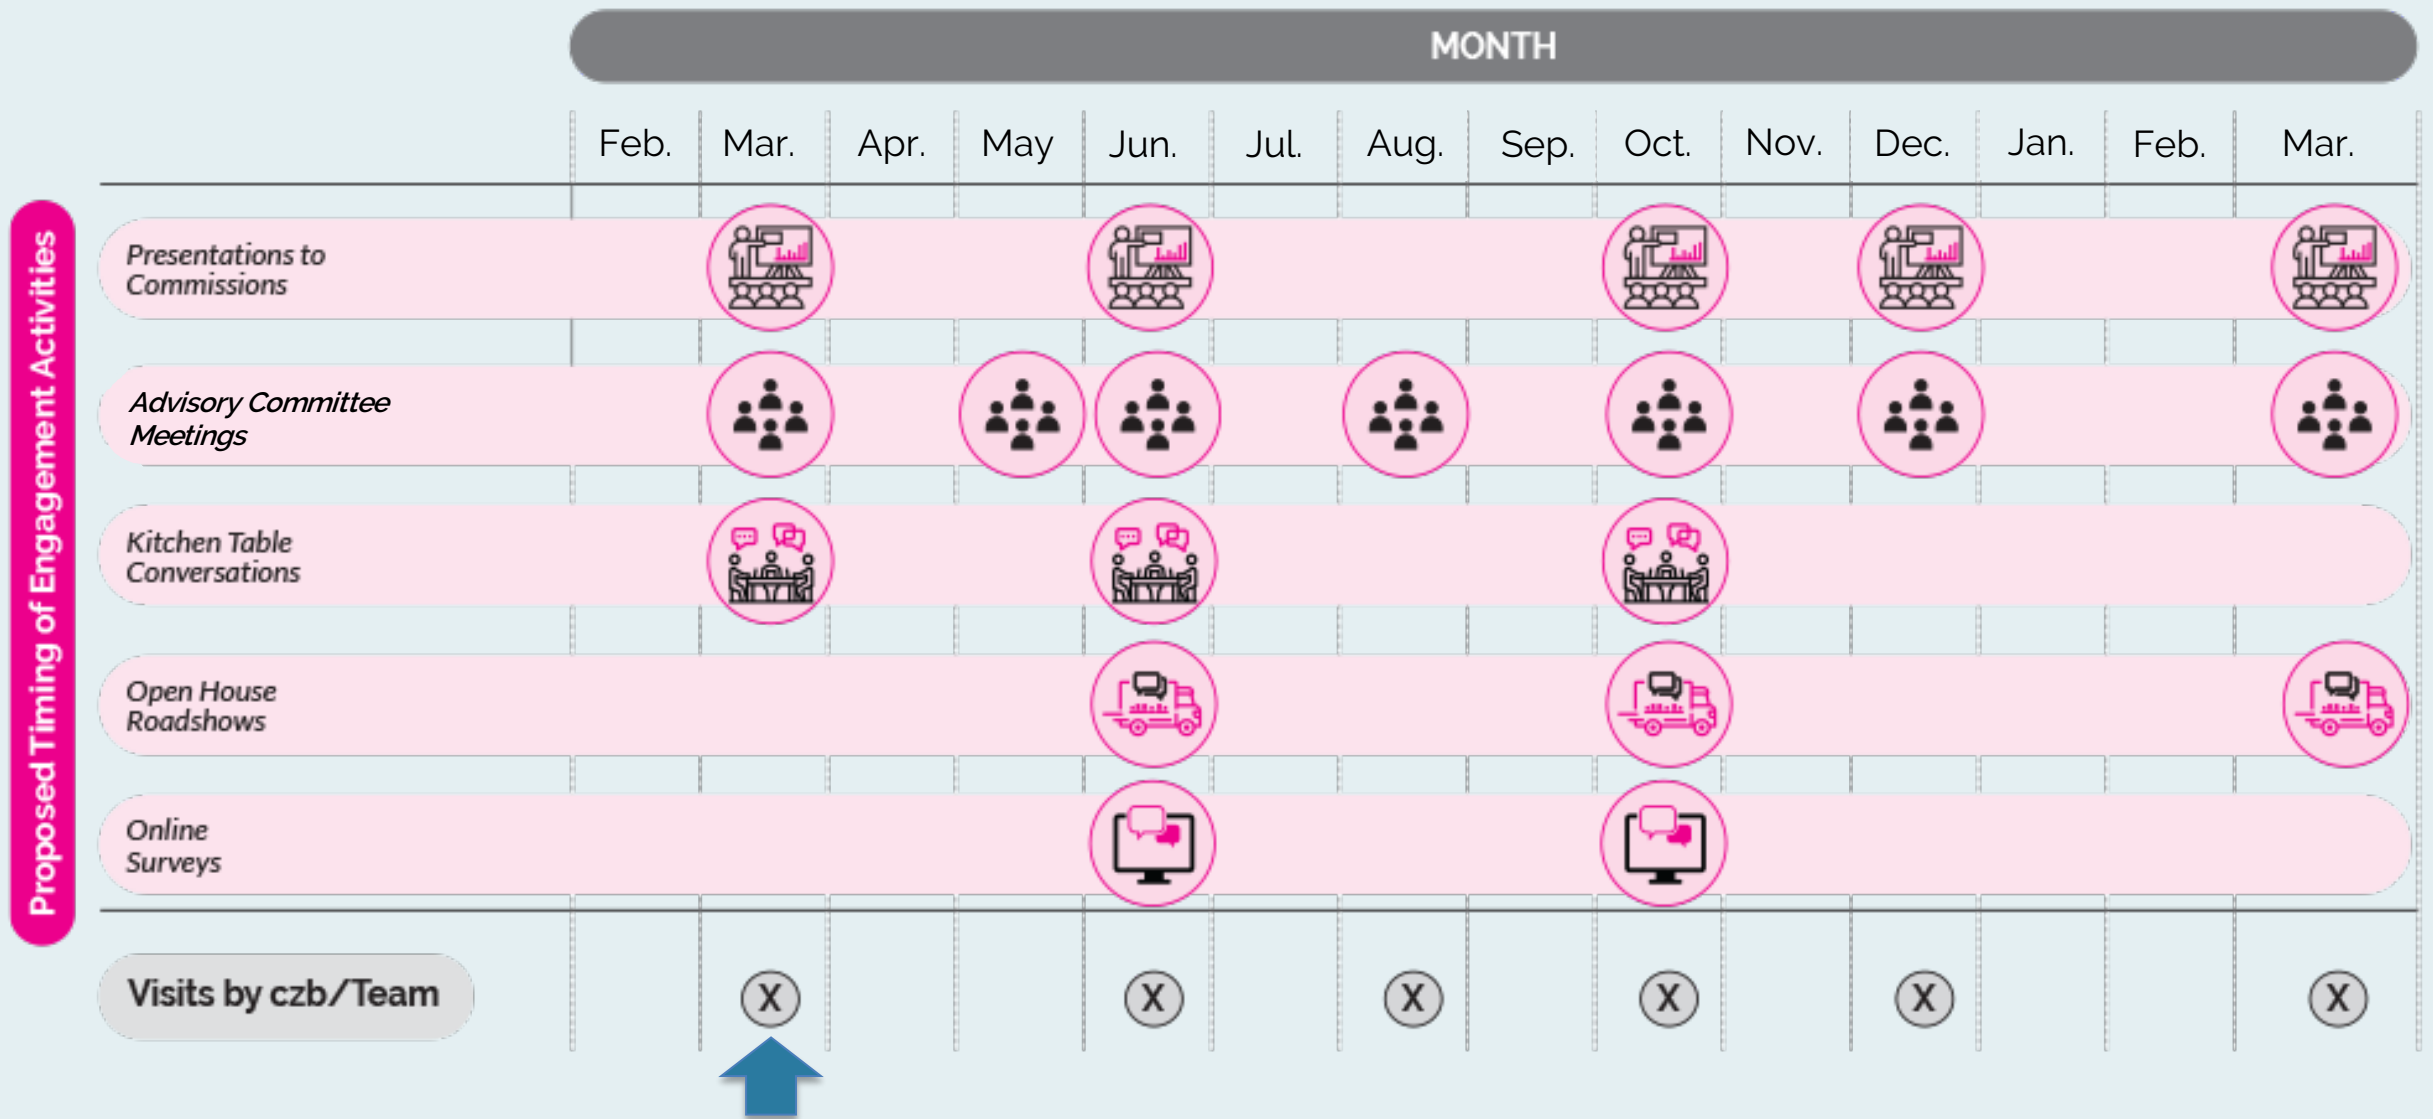 MONTH
Feb. Mar. Apr. May Jun. Jul. Aug. Sep. Oct. Nov. Dec. Jan. Feb. Mar.
Proposed Timing of Engagement Activities
Presentations to
Commissions
Advisory Committee
Meetings
Kitchen Table
Conversations
Open House
Roadshows
Online
Surveys
Visits by czb/Team X X X X X X